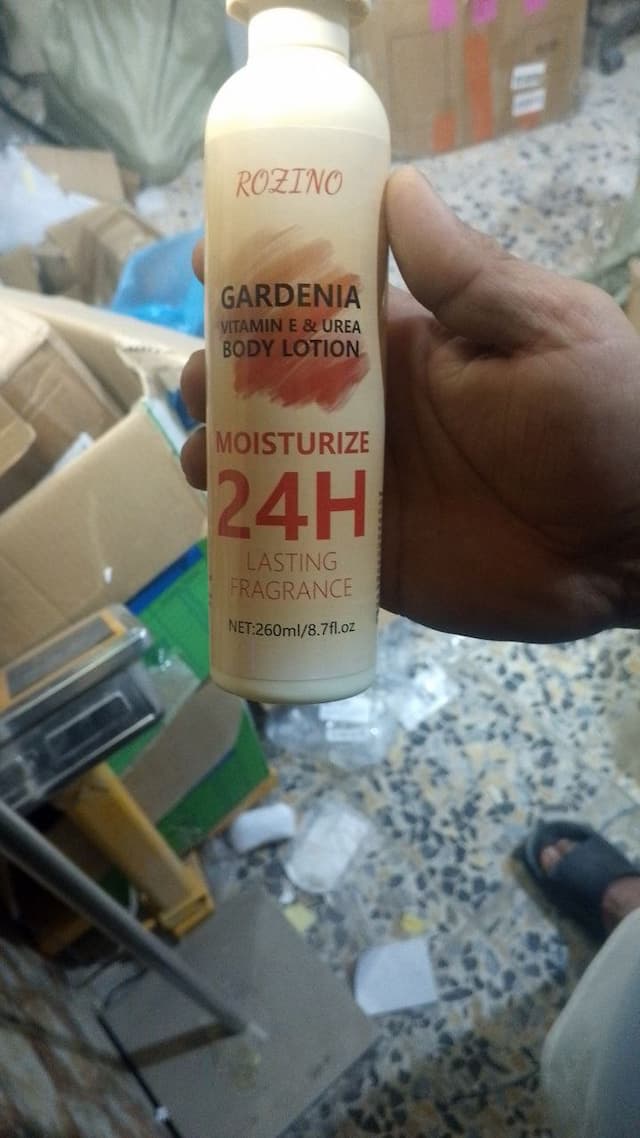 ROZINO
GARDENIA
VITAMIN E & UREA
BODY LOTION
MOISTURIZE
24H
LASTING
FRAGRANCE
NET:260ml/8.7fl.oz